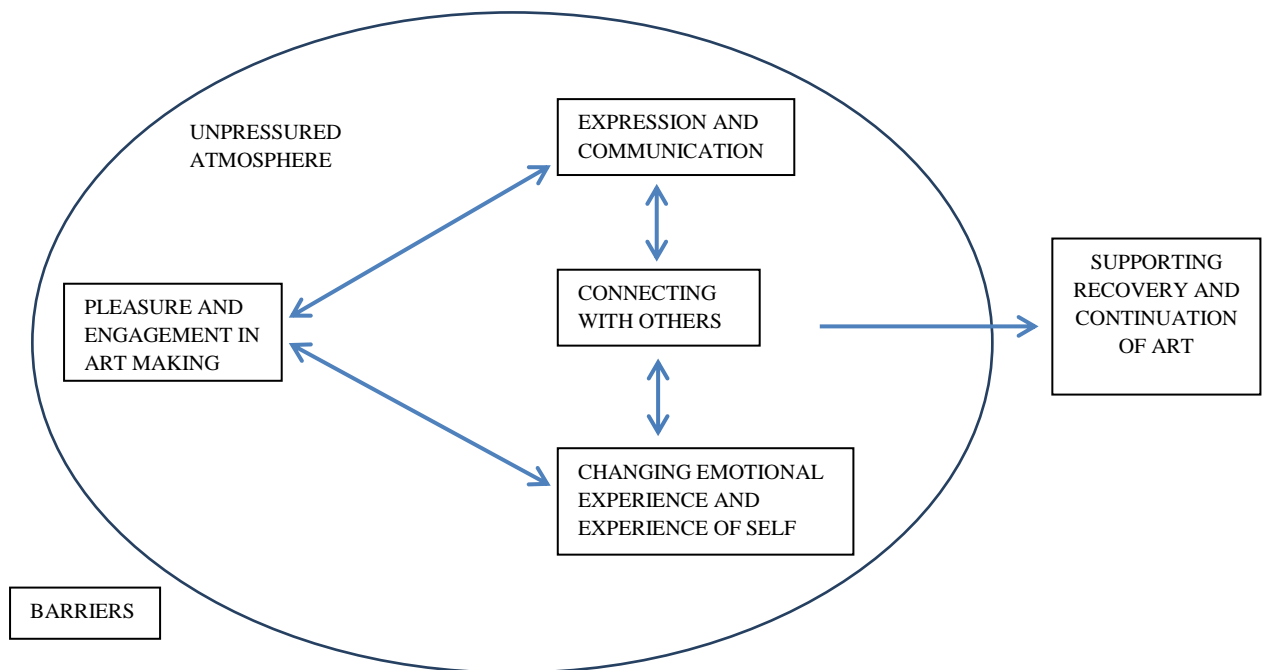 UNPRESSURED
ATMOSPHERE
EXPRESSION AND
COMMUNICATION
PLEASURE AND
ENGAGEMENT IN
ART MAKING
CONNECTING
WITH OTHERS
SUPPORTING
RECOVERY AND
CONTINUATION
OF ART
CHANGING EMOTIONAL
EXPERIENCE AND
EXPERIENCE OF SELF
BARRIERS